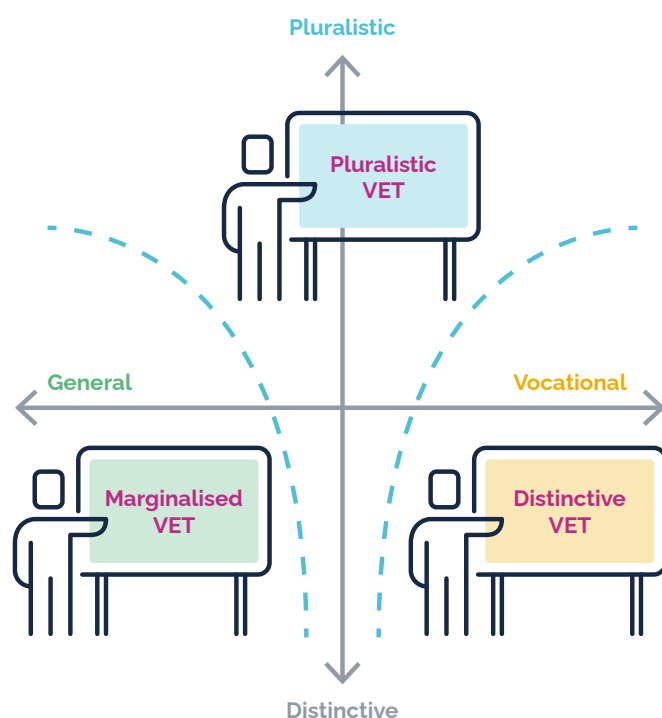 Pluralistic
Pluralistic
VET
General
Vocational
Marginalised
VET
Distinctive
VET
Distinctive